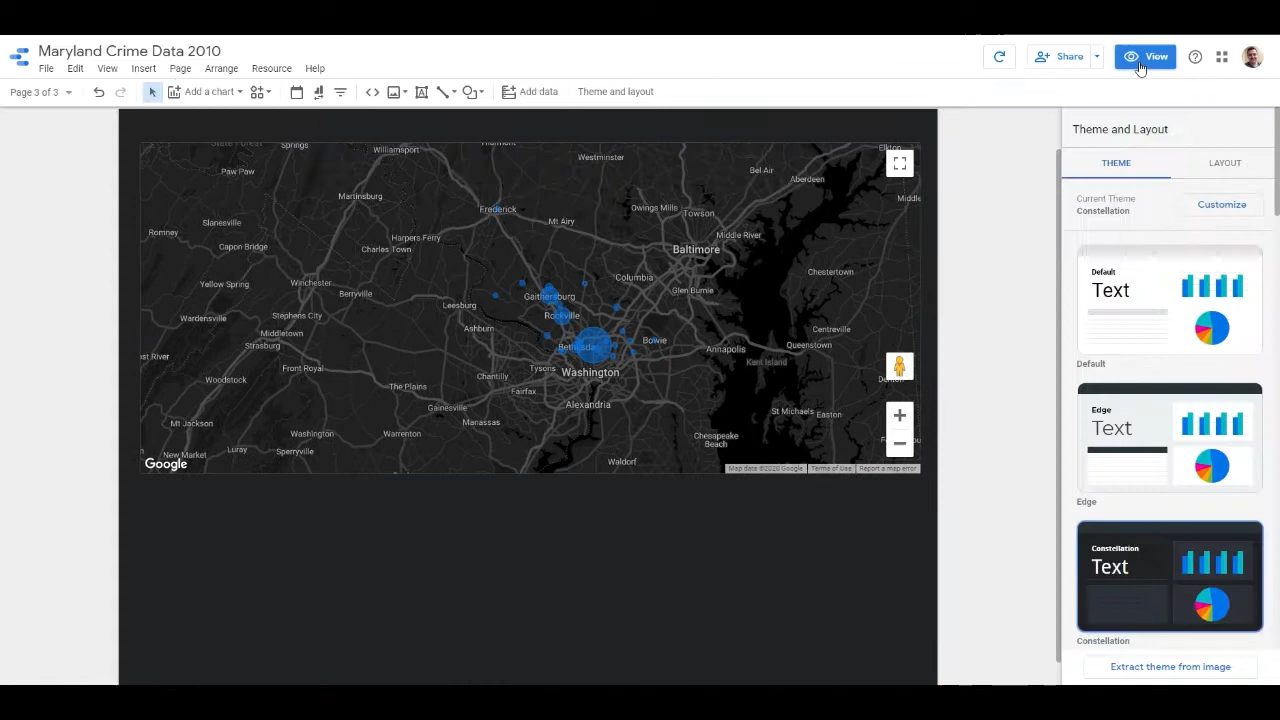 Maryland Crime Data 2010
File Edit View Insert Page Arrange Resource Help
Share
View
Page 3 of 3
Add a chart
Add data
Theme and layout
Springs
Williamsport
Westminster
Paw Paw
Bel Air
Aberdeen
Martinsburg
Frederick
Owings Mills
Towson
Middle
Slanesville
Mt Airy
Romney
Harpers Ferry
Middle River
Capon Bridge
Charles Town
Baltimore
Columbia
Chestertown
Yellow Spring
Winchester
Berryville
Gaithersburg
Glen Burnie
Leesburg
Wardensville
Stephens City
Rockville
Ashburn
Middletown
Centreville
Strasburg
Bethesda
Bowie
Annapolis
Queenstown
ost River
Front Royal
Tysons
Washington
Kent Island
Woodstock
The Plains
Chantilly
Fairfax
Gainesville
Alexandria
St Michaels
Easton
Mt Jackson
Washington
Warrenton
Manassas
Chesapeake
Beach
Luray
Sperryville
New Market
Waldorf
Google
Map data ©2020 Google
Terms of Use
Report a map error
Theme and Layout
THEME
LAYOUT
Current Theme
Constellation
Customize
Default
Text
Default
Edge
Text
Edge
Constellation
Text
Constellation
Extract theme from image